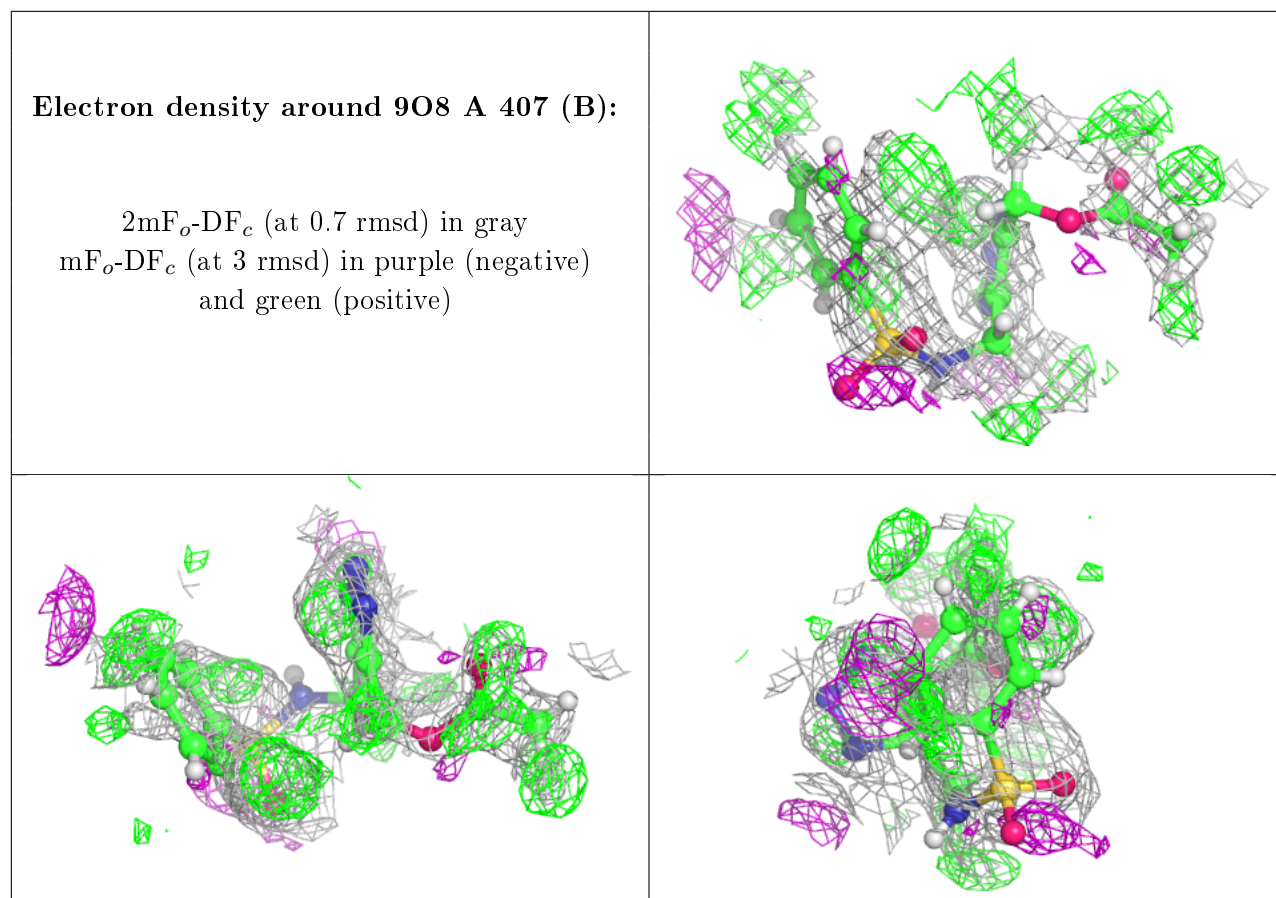 Electron density around 9O8 A 407 (B):
2mFo-DFc (at 0.7 rmsd) in gray
mFo-DFc (at 3 rmsd) in purple (negative)
and green (positive)